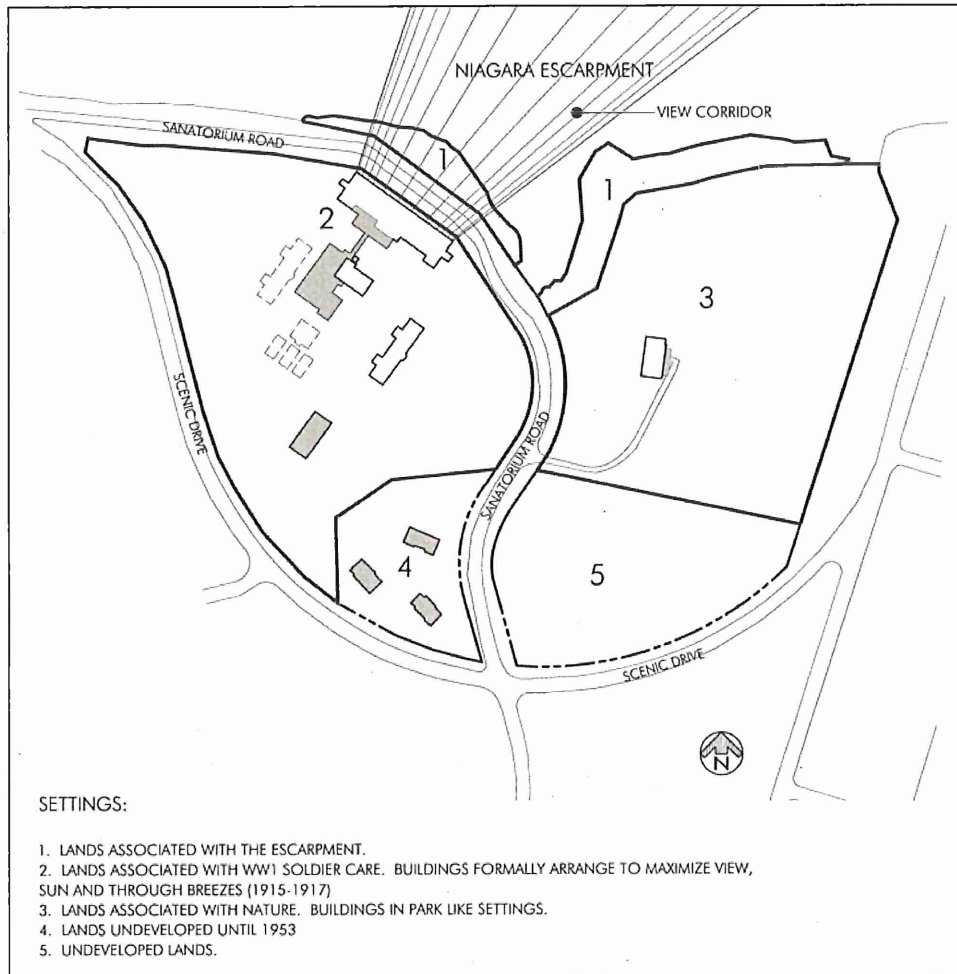 NIAGARA ESCARPMENT
VIEW CORRIDOR
SANATORIUM ROAD
1
1
2
3
SCENIC DRIVE
SANATORIUM ROAD
4
5
SCENIC DRIVE
N
SETTINGS:
1. LANDS ASSOCIATED WITH THE ESCARPMENT.
2. LANDS ASSOCIATED WITH WW1 SOLDIER CARE. BUILDINGS FORMALLY ARRANGE TO MAXIMIZE VIEW,
SUN AND THROUGH BREEZES (1915-1917)
3. LANDS ASSOCIATED WITH NATURE. BUILDINGS IN PARK LIKE SETTINGS.
4. LANDS UNDEVELOPED UNTIL 1953
5. UNDEVELOPED LANDS.